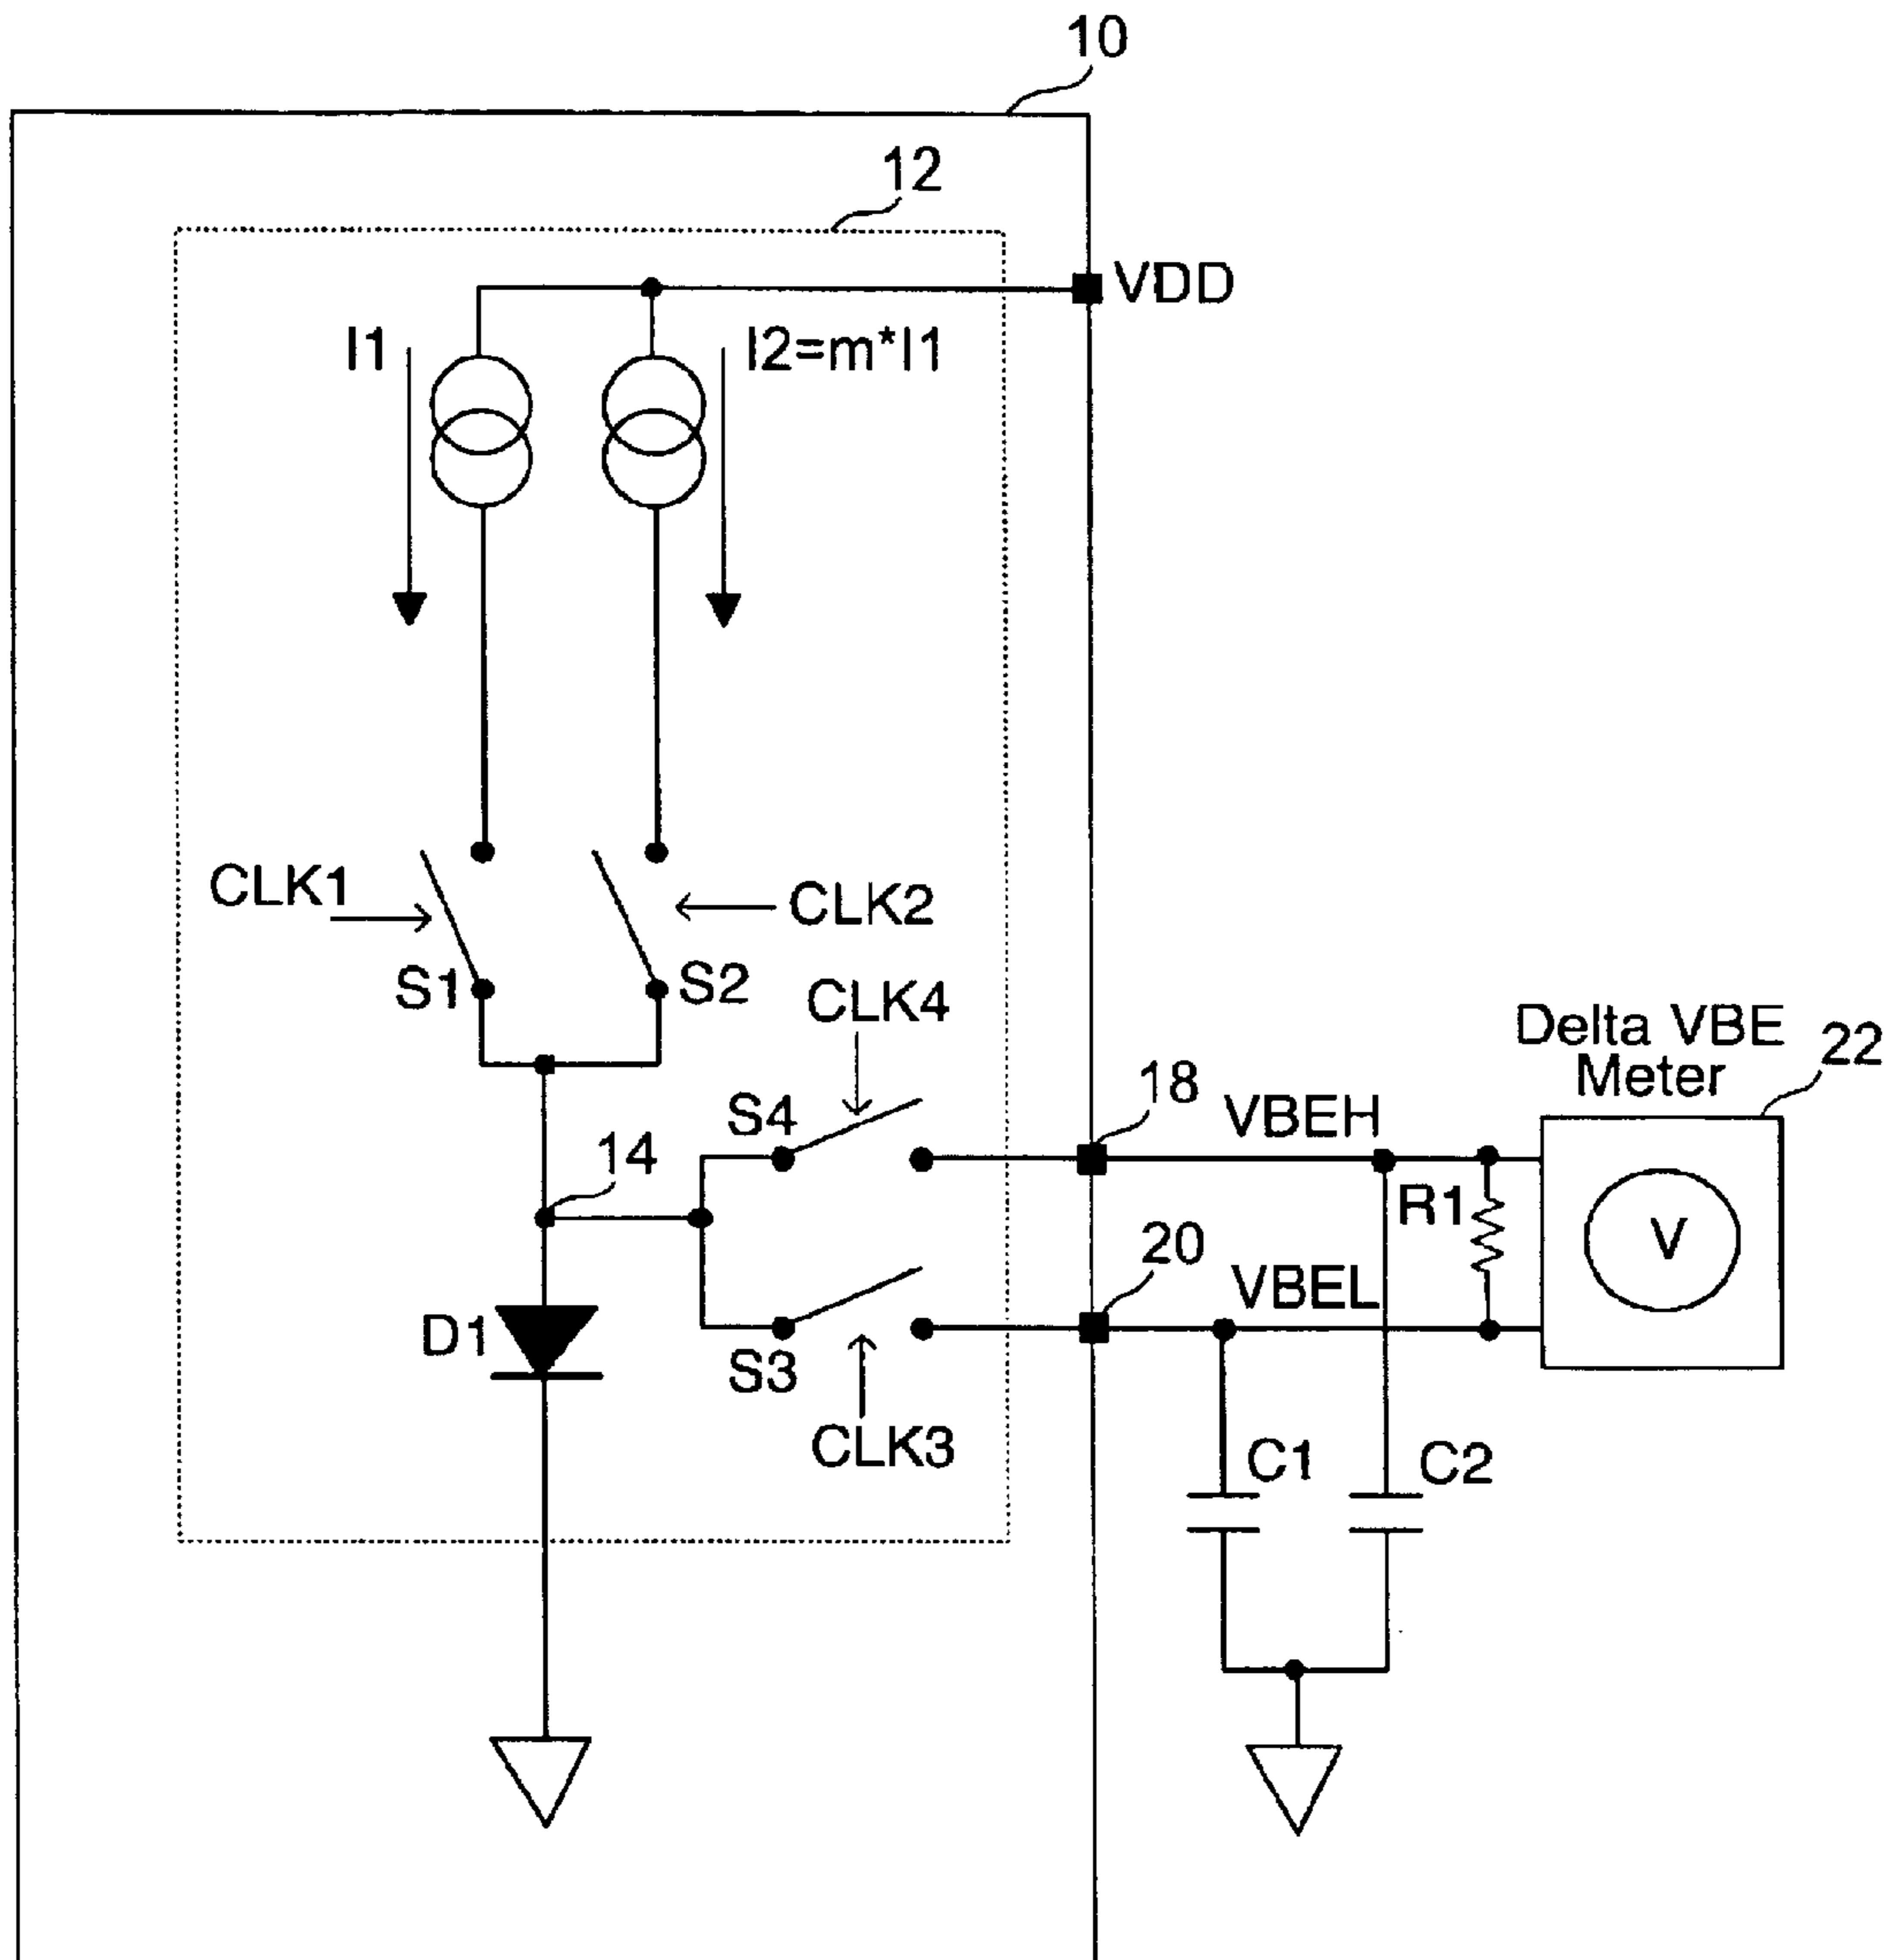 10
12
VDD
I1
I2=m*I1
CLK1
CLK2
S1
S2
CLK4
Delta VBE
Meter
22
18
S4
VBEH
14
R1
V
20
VBEL
D1
S3
CLK3
C1
C2